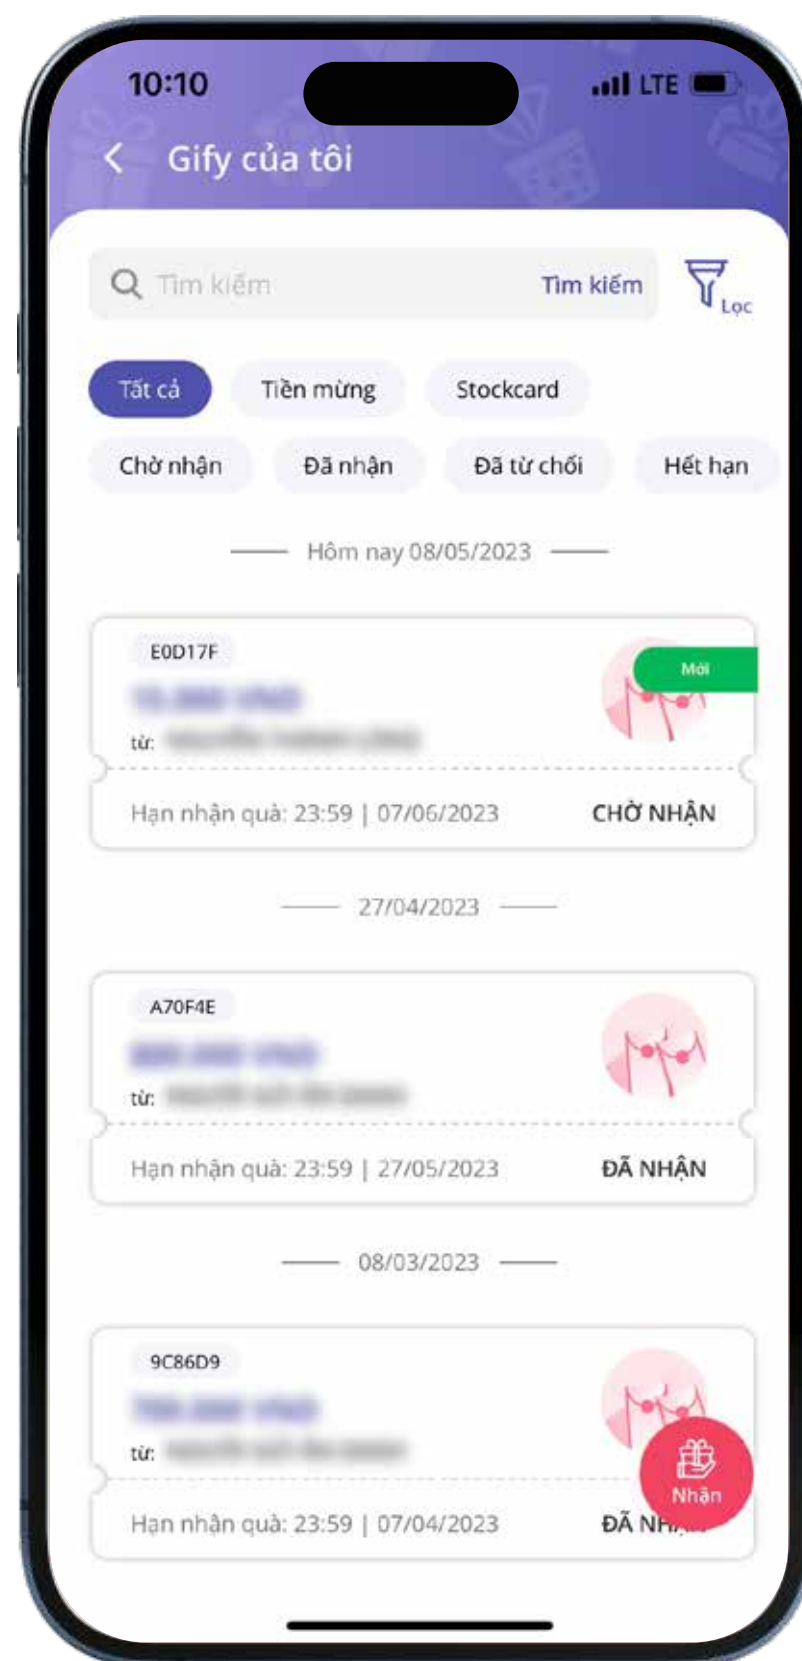 10:10 LTE
Gify của tôi
Tìm kiếm Tìm kiếm Lọc
Tất cả Tiền mừng Stockcard
Chờ nhận Đã nhận Đã từ chối Hết hạn
Hôm nay 08/05/2023
E0D17F
Mới
từ:
Hạn nhận quà: 23:59 | 07/06/2023 CHỜ NHẬN
27/04/2023
A70F4E
từ:
Hạn nhận quà: 23:59 | 27/05/2023 ĐÃ NHẬN
08/03/2023
9C86D9
từ:
Nhận
Hạn nhận quà: 23:59 | 07/04/2023 ĐÃ